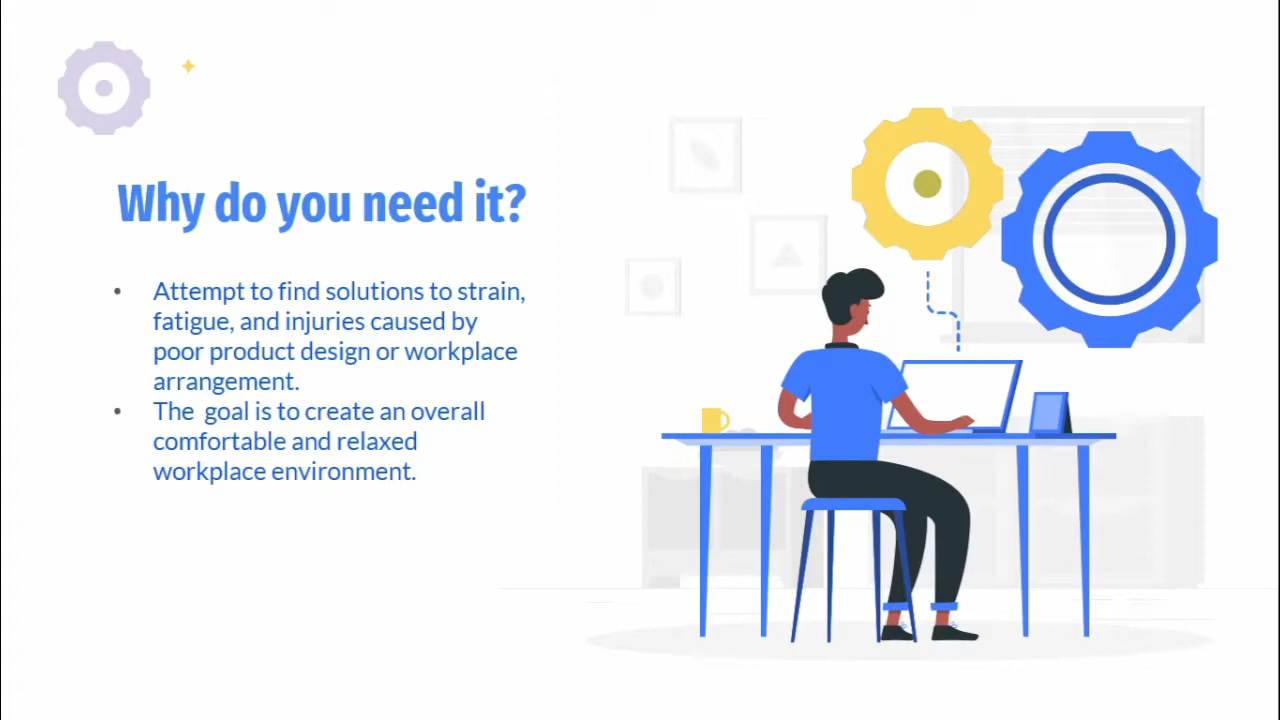 Why do you need it?
• Attempt to find solutions to strain,
fatigue, and injuries caused by
poor product design or workplace
arrangement.
• The  goal is to create an overall
comfortable and relaxed
workplace environment.